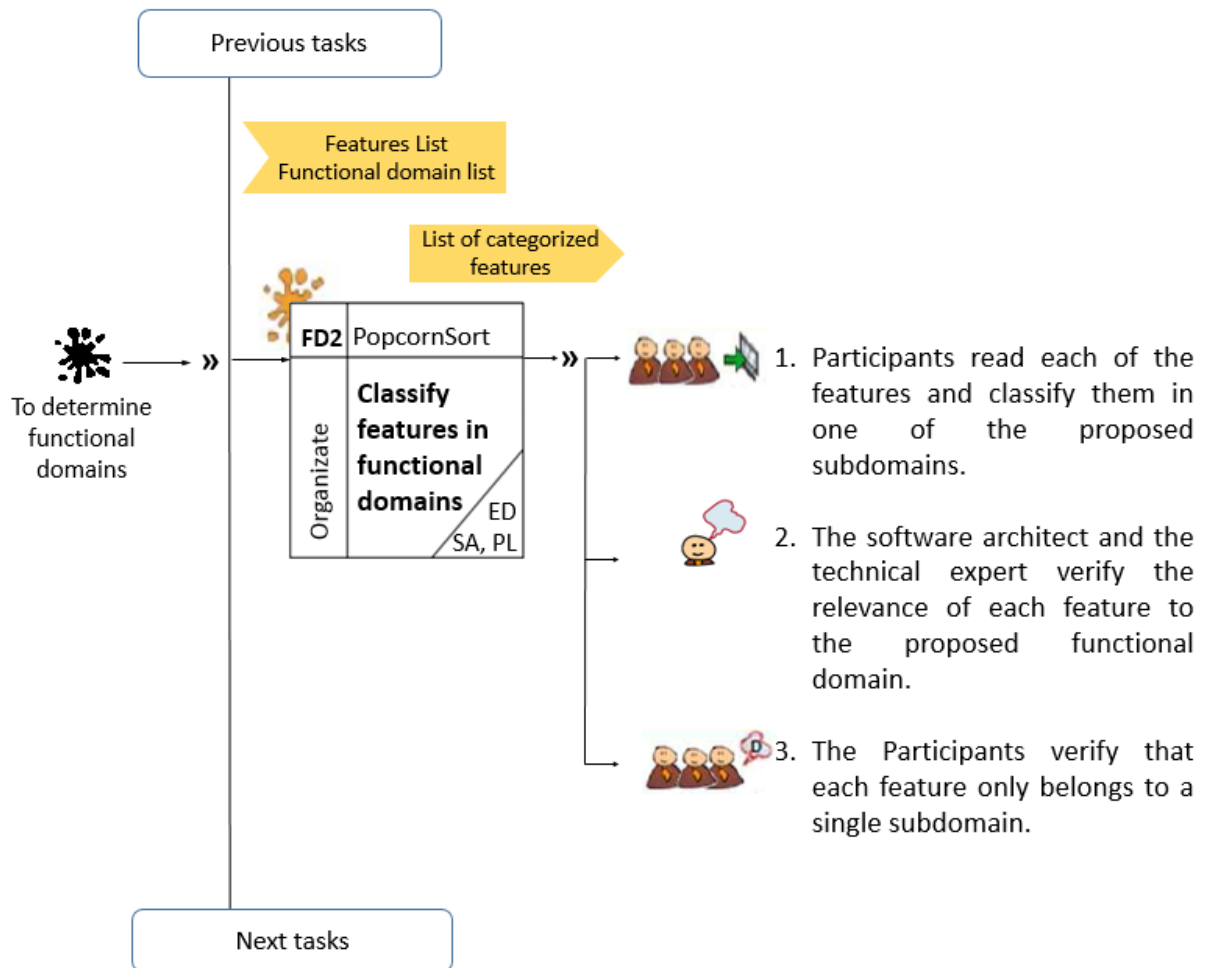 Previous tasks
Features List
Functional domain list
List of categorized
features
FD2
PopcornSort
»
»
To determine
functional
domains
Organizate
Classify
features in
functional
domains
ED
SA, PL
1. Participants read each of the
features and classify them in
one of the proposed
subdomains.
2. The software architect and the
technical expert verify the
relevance of each feature to
the proposed functional
domain.
D
3. The Participants verify that
each feature only belongs to a
single subdomain.
Next tasks